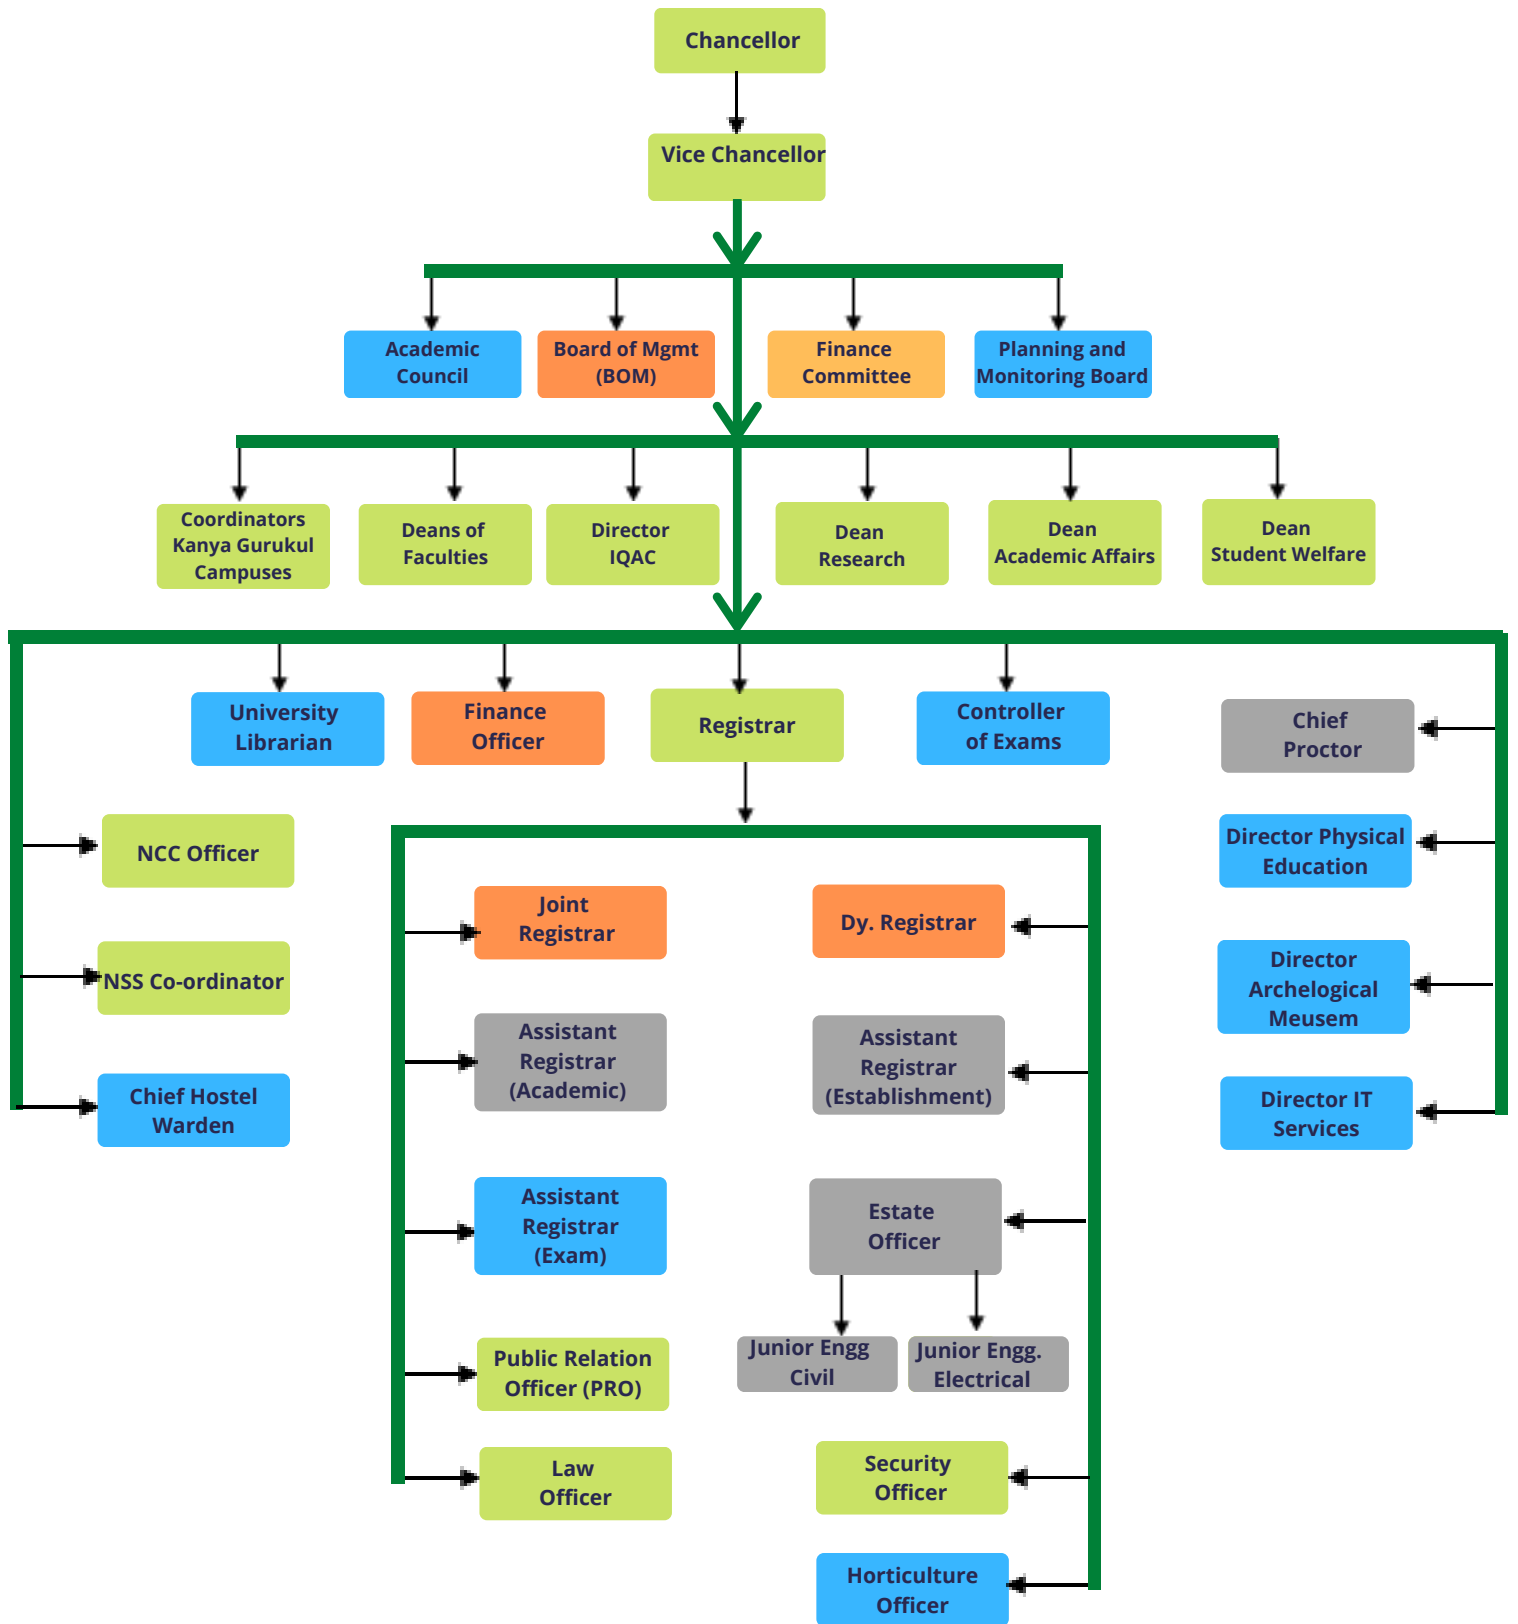 Chancellor
Vice Chancellor
Academic
Council
Board of Mgmt
(BOM)
Finance
Committee
Planning and
Monitoring Board
Coordinators
Kanya Gurukul
Campuses
Deans of
Faculties
Director
IQAC
Dean
Research
Dean
Academic Affairs
Dean
Student Welfare
University
Librarian
Finance
Officer
Registrar
Controller
of Exams
Chief
Proctor
NCC Officer
NSS Co-ordinator
Chief Hostel
Warden
Joint
Registrar
Assistant
Registrar
(Academic)
Assistant
Registrar
(Exam)
Public Relation
Officer (PRO)
Law
Officer
Dy. Registrar
Assistant
Registrar
(Establishment)
Estate
Officer
Junior Engg
Civil
Junior Engg.
Electrical
Security
Officer
Horticulture
Officer
Director Physical
Education
Director
Archelogical
Meusem
Director IT
Services